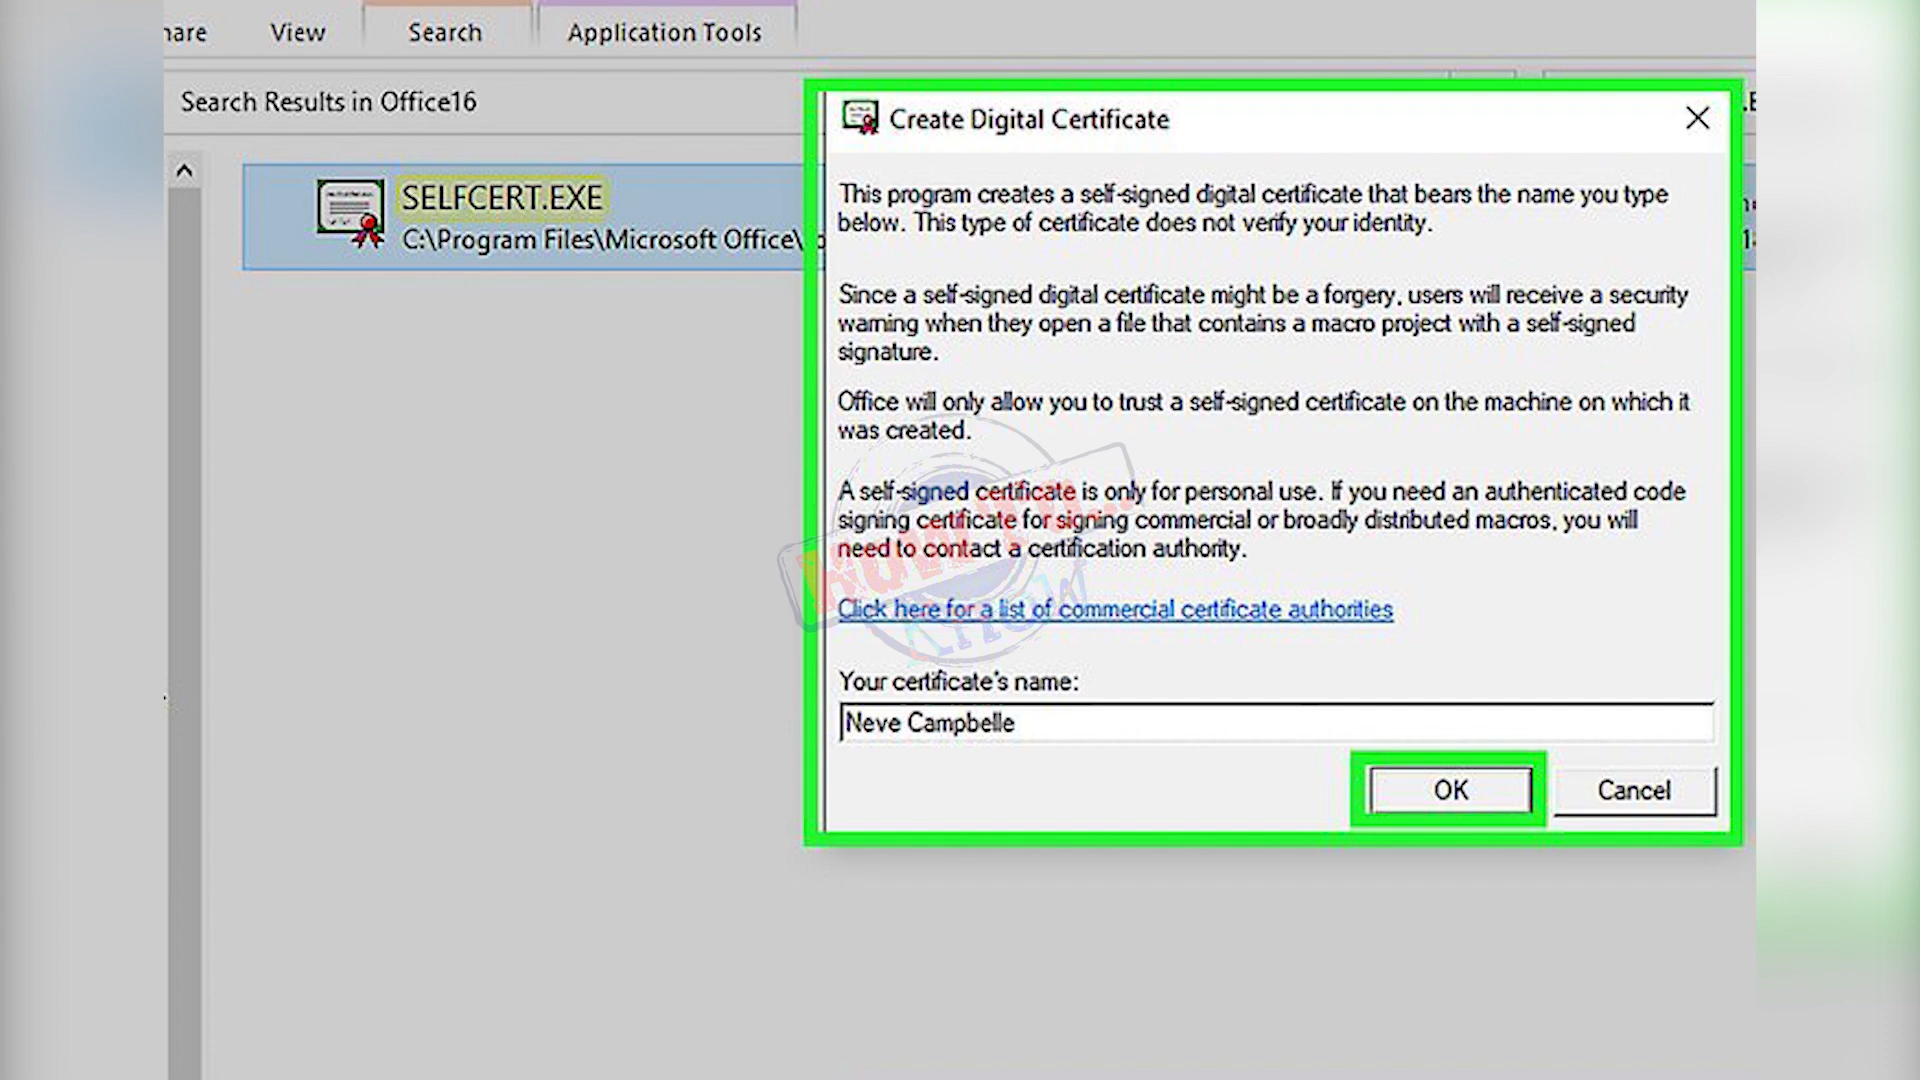 View
Search
Application Tools
Search Results in Office16
Create Digital Certificate
SELFCERT.EXE
C:\Program Files\Microsoft Office\
This program creates a self-signed digital certificate that bears the name you type
below. This type of certificate does not verify your identity.
Since a self-signed digital certificate might be a forgery, users will receive a security
warning when they open a file that contains a macro project with a self-signed
signature.
Office will only allow you to trust a self-signed certificate on the machine on which it
was created.
A self-signed certificate is only for personal use. If you need an authenticated code
signing certificate for signing commercial or broadly distributed macros, you will
need to contact a certification authority.
Click here for a list of commercial certificate authorities
Your certificate's name:
Neve Campbelle
OK
Cancel